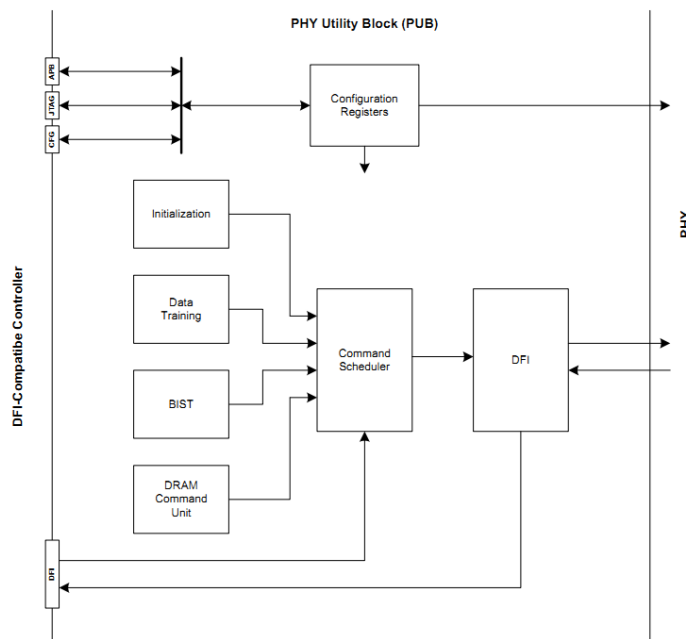 PHY Utility Block (PUB)
APB
JTAG
CFG
Configuration
Registers
Initialization
Data
Training
BIST
DRAM
Command
Unit
Command
Scheduler
DFI
DFI
DFI-Compatibe Controller
PHY